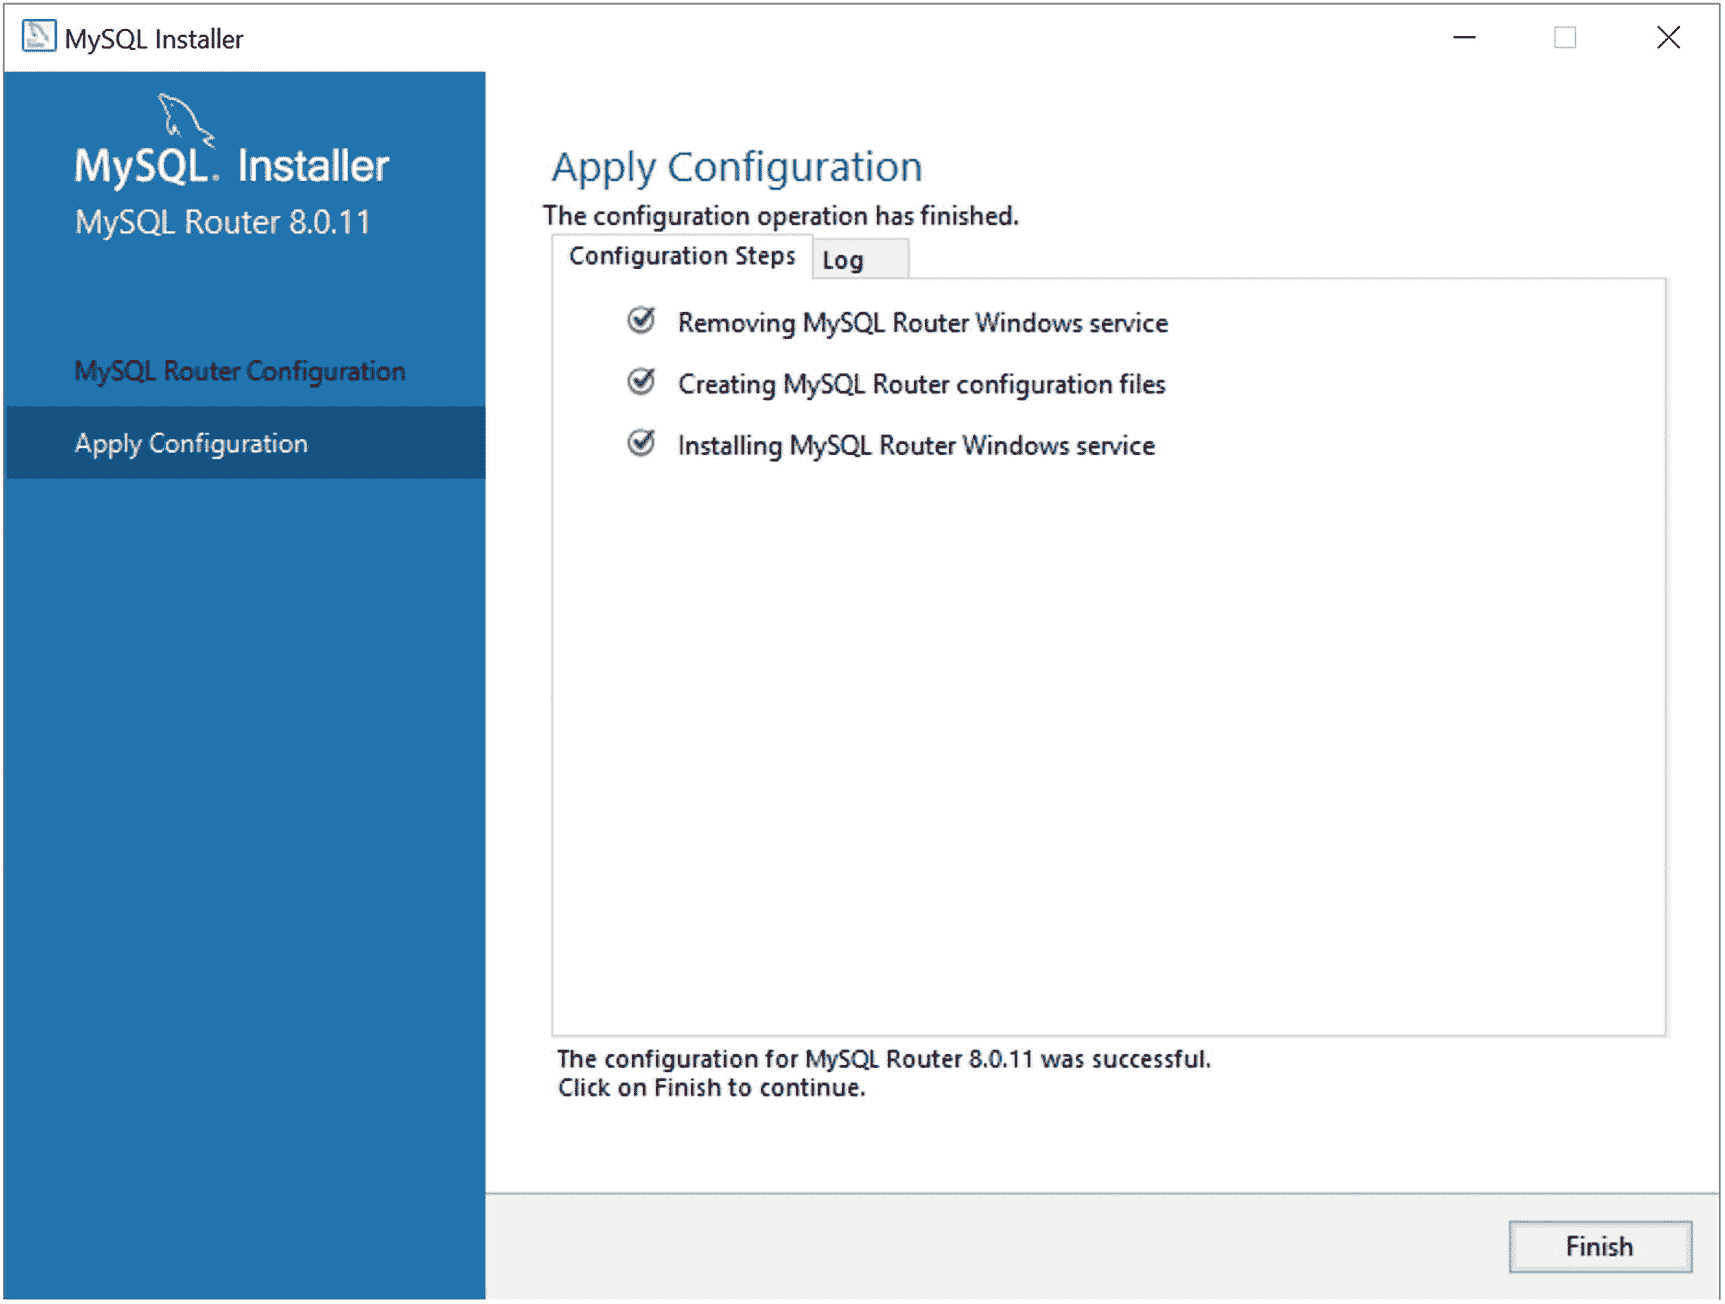 MySQL Installer
MySQL. Installer
MySQL Router 8.0.11
MySQL Router Configuration
Apply Configuration
Apply Configuration
The configuration operation has finished.
Configuration Steps
Log
Removing MySQL Router Windows service
Creating MySQL Router configuration files
Installing MySQL Router Windows service
The configuration for MySQL Router 8.0.11 was successful.
Click on Finish to continue.
Finish